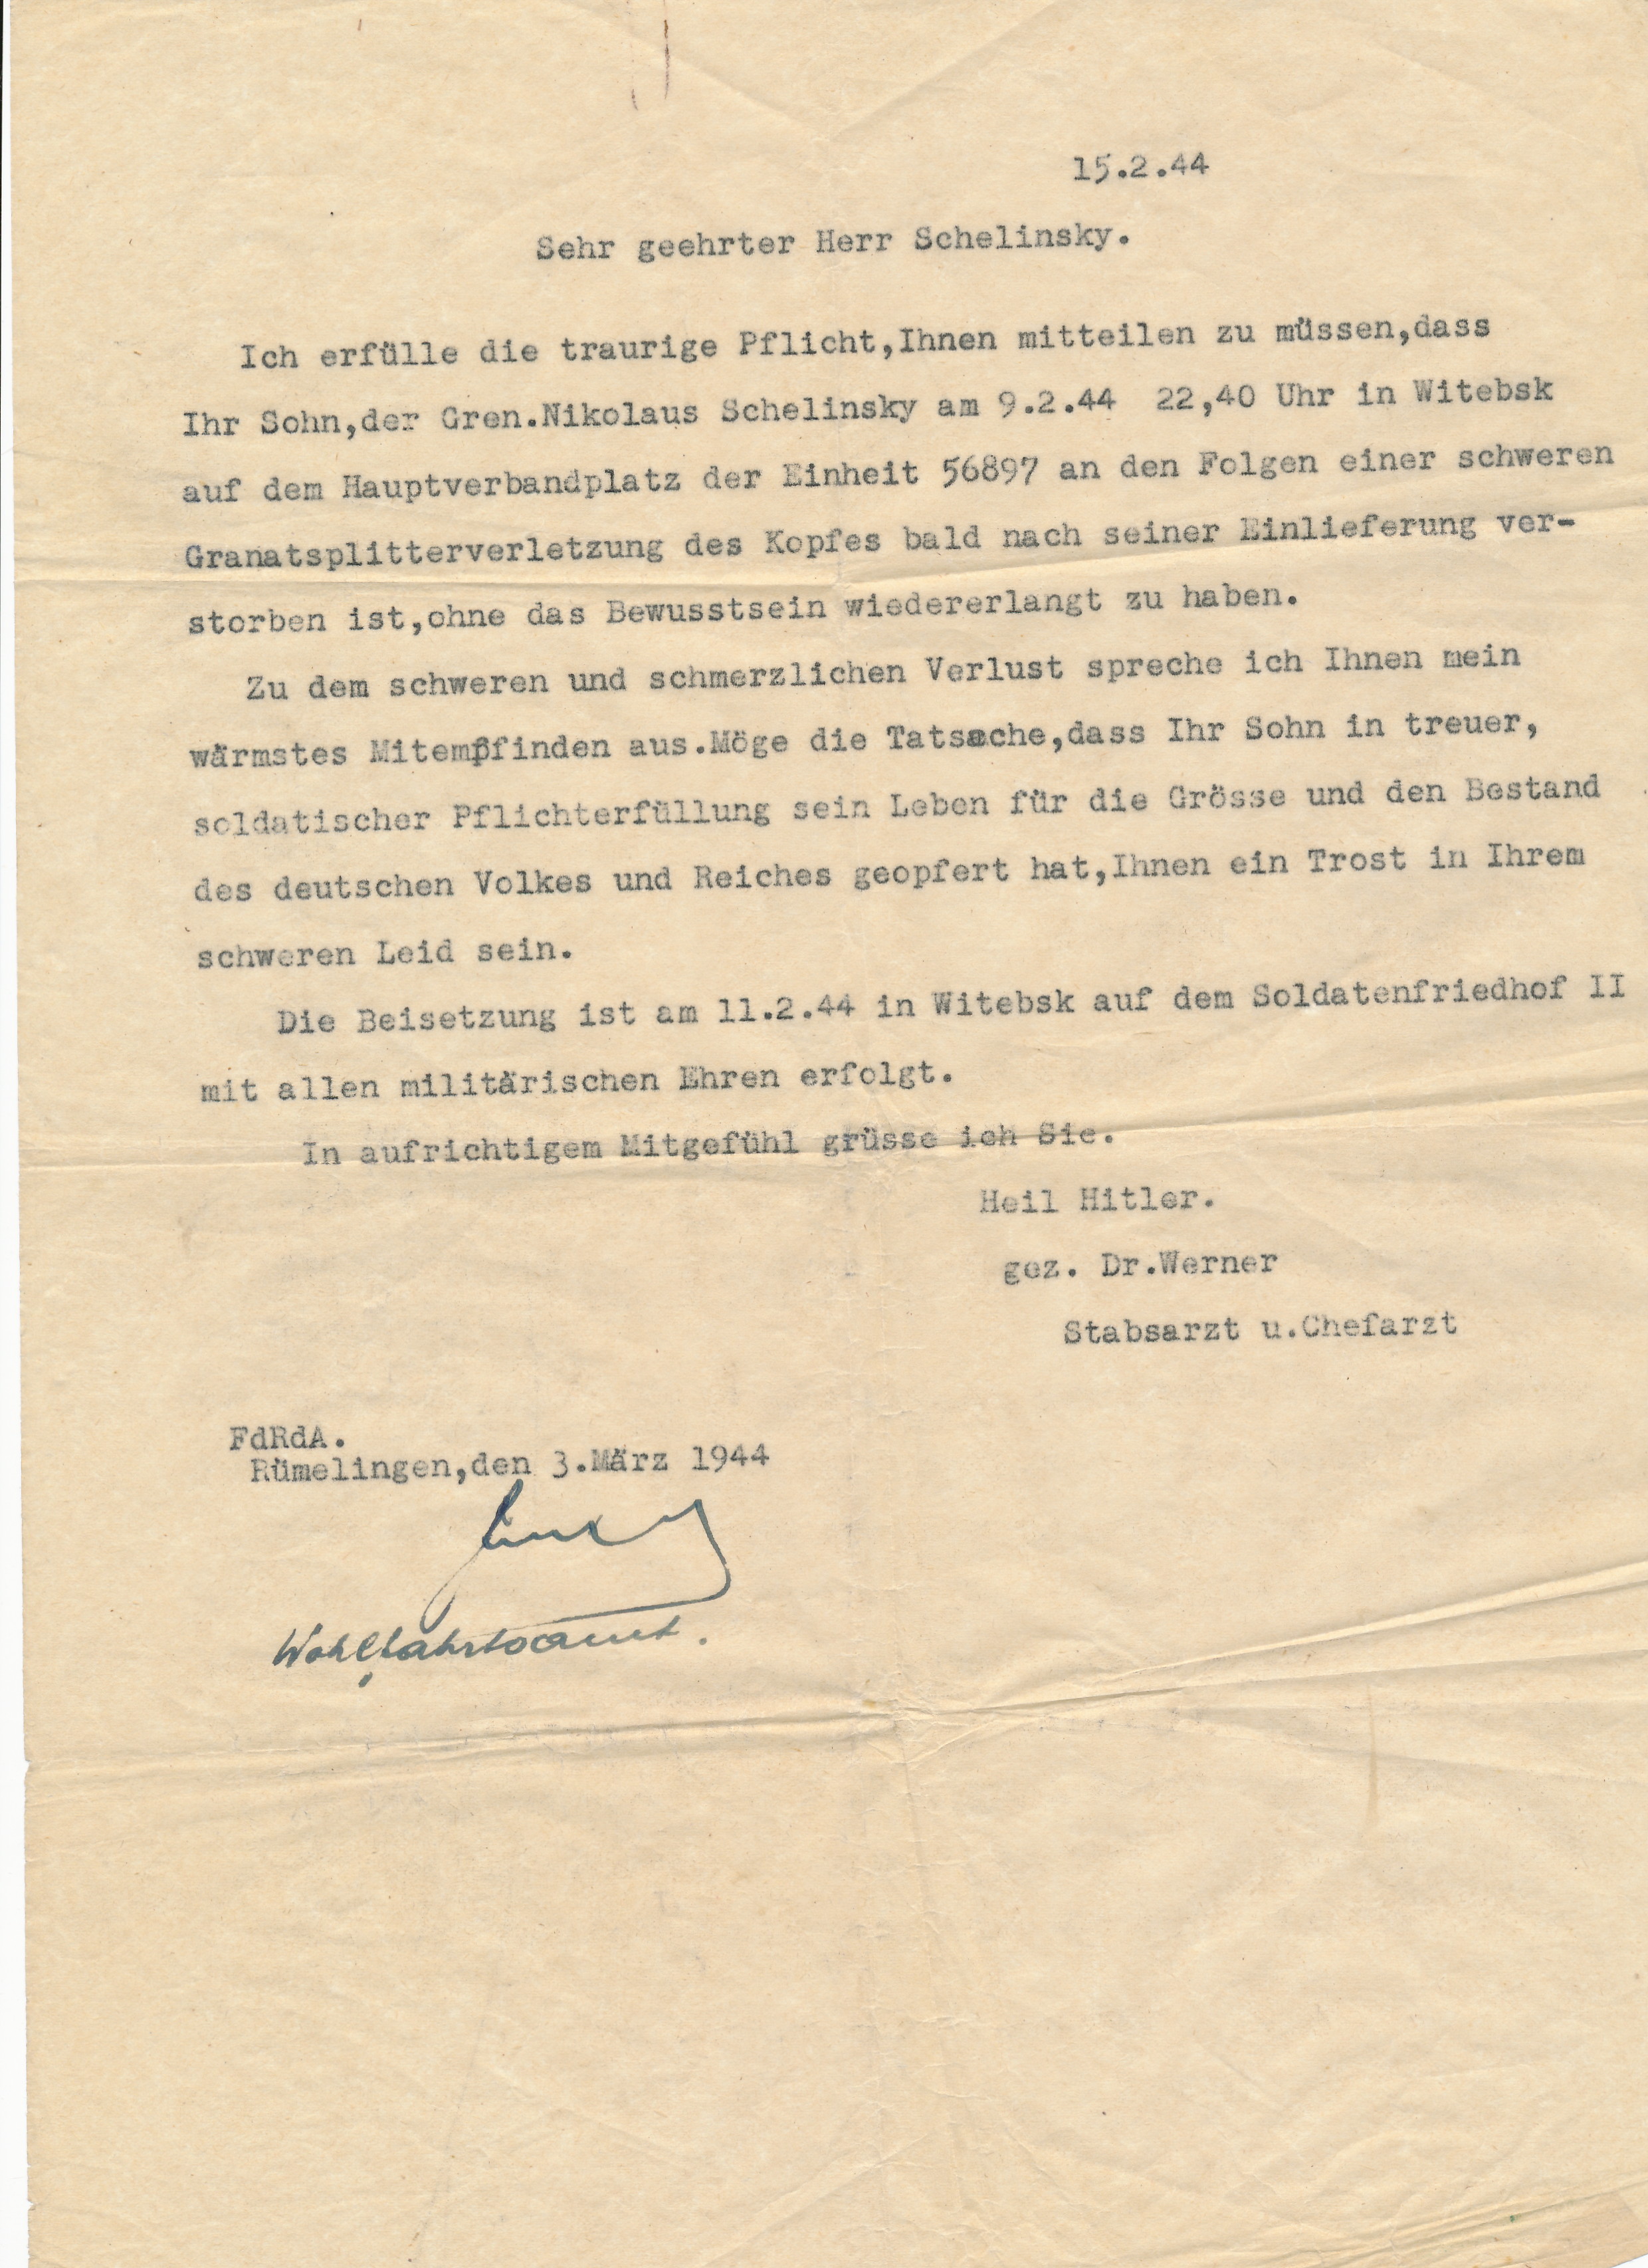 15.2.44
Sehr geehrter Herr Schelinsky.
Ich erfülle die traurige Pflicht,Ihnen mitteilen zu müssen,dass
Ihr Sohn,der Gren.Nikolaus Schelinsky am 9.2.44 22,40 Uhr in Witebsk
auf dem Hauptverbandplatz der Einheit 56897 an den Folgen einer schweren
Granatsplitterverletzung des Kopfes bald nach seiner Einlieferung ver-
storben ist,ohne das Bewusstsein wiedererlangt zu haben.
Zu dem schweren und schmerzlichen Verlust spreche ich Ihnen mein
wärmstes Mitempfinden aus.Möge die Tatsache,dass Ihr Sohn in treuer,
soldatischer Pflichterfüllung sein Leben für die Grösse und den Bestand
des deutschen Volkes und Reiches geopfert hat,Ihnen ein Trost in Ihrem
schweren Leid sein.
Die Beisetzung ist am 11.2.44 in Witebsk auf dem Soldatenfriedhof II
mit allen militärischen Ehren erfolgt.
In aufrichtigem Mitgefühl grüsse ich Sie.
Heil Hitler.
gez. Dr.Werner
Stabsarzt u.Chefarzt
FdRdA.
Rümelingen,den 3.März 1944
Wohlfahrtsamt.